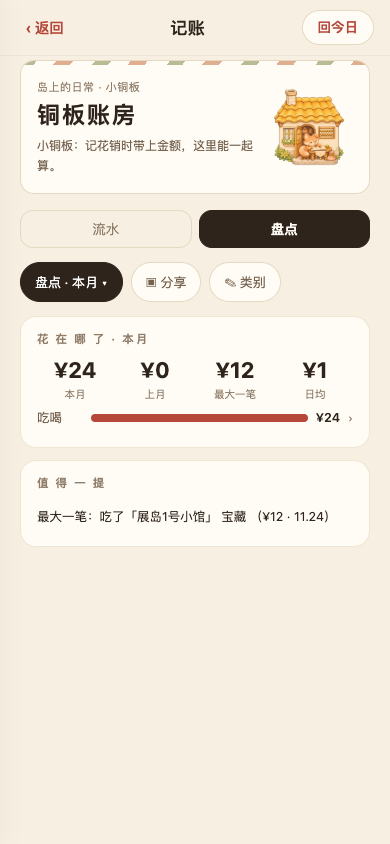 ‹ 返回
记账
回今日
岛上的日常 · 小铜板
铜板账房
小铜板：记花销时带上金额，这里能一起
算。
流水
盘点
盘点 · 本月 ▾
▣ 分享
✎ 类别
花在哪了 · 本月
¥24 ¥0 ¥12 ¥1
本月 上月 最大一笔 日均
吃喝 ¥24 ›
值得一提
最大一笔：吃了「展岛1号小馆」 宝藏 （¥12 · 11.24）